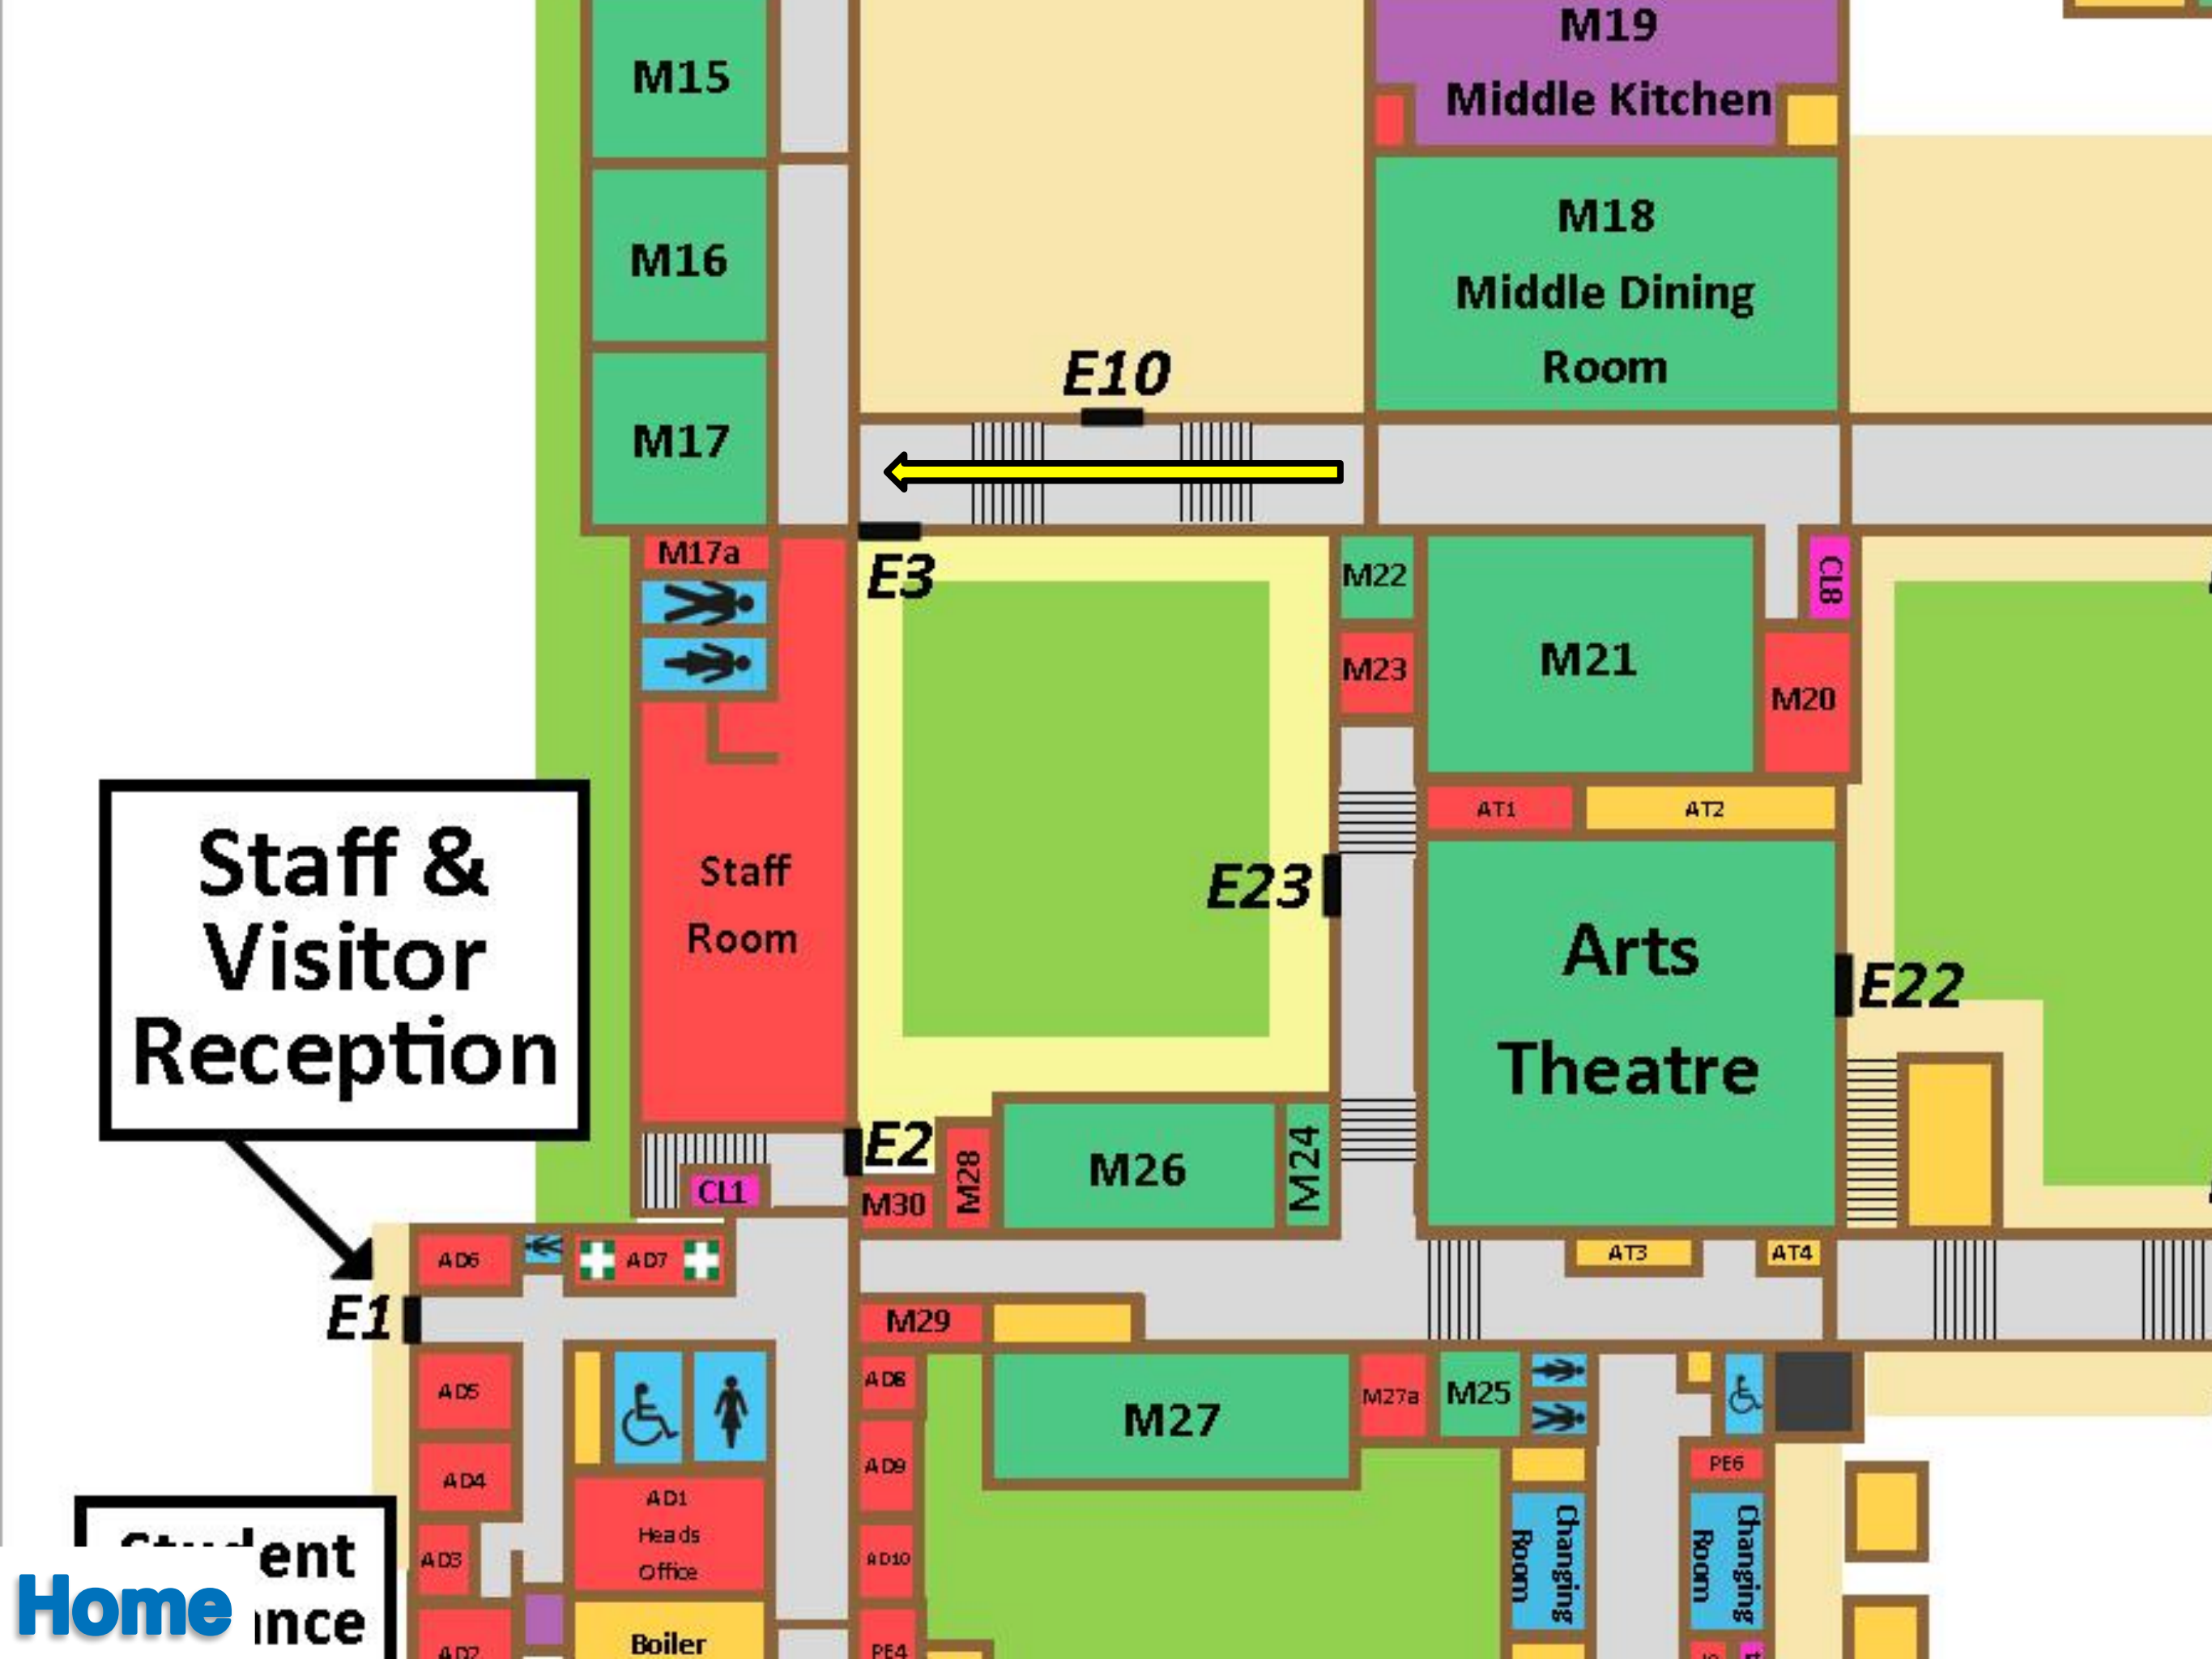 M19
Middle Kitchen
M15
M18
Middle Dining
Room
M16
E10
M17
M17a
E3
M22
CL8
M23
M21
M20
AT1
AT2
Staff &
Visitor
Reception
Staff
Room
E23
Arts
Theatre
E22
E2
M28
M26
M24
CL1
M30
AD6
AD7
AT3
AT4
E1
M29
AD5
AD8
M27
M27a
M25
AD4
AD9
PE6
AD1
Heads
Office
Changing
Room
Changing
Room
AD3
AD10
Home
Boiler
AD2
PE4